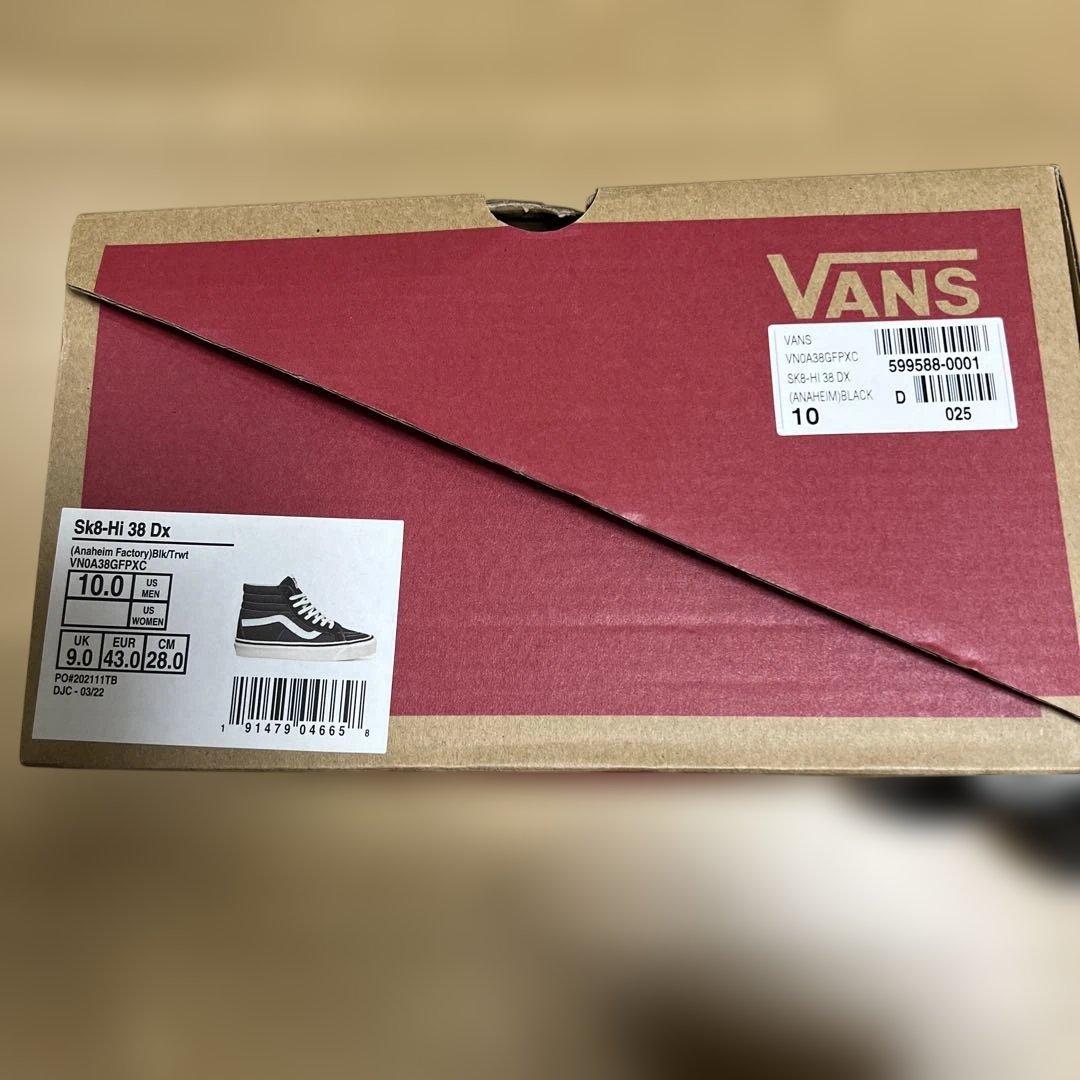 VANS
VANS
VN0A38GFPXC
SK8-HI 38 DX
(ANAHEIM)BLACK
10
599588-0001
D
025
Sk8-Hi 38 Dx
(Anaheim Factory)Blk/Trwt
VN0A38GFPXC
10.0 US MEN
US WOMEN
UK EUR CM
9.0 43.0 28.0
PO#202111TB
DJC - 03/22
1 91479 04665 8